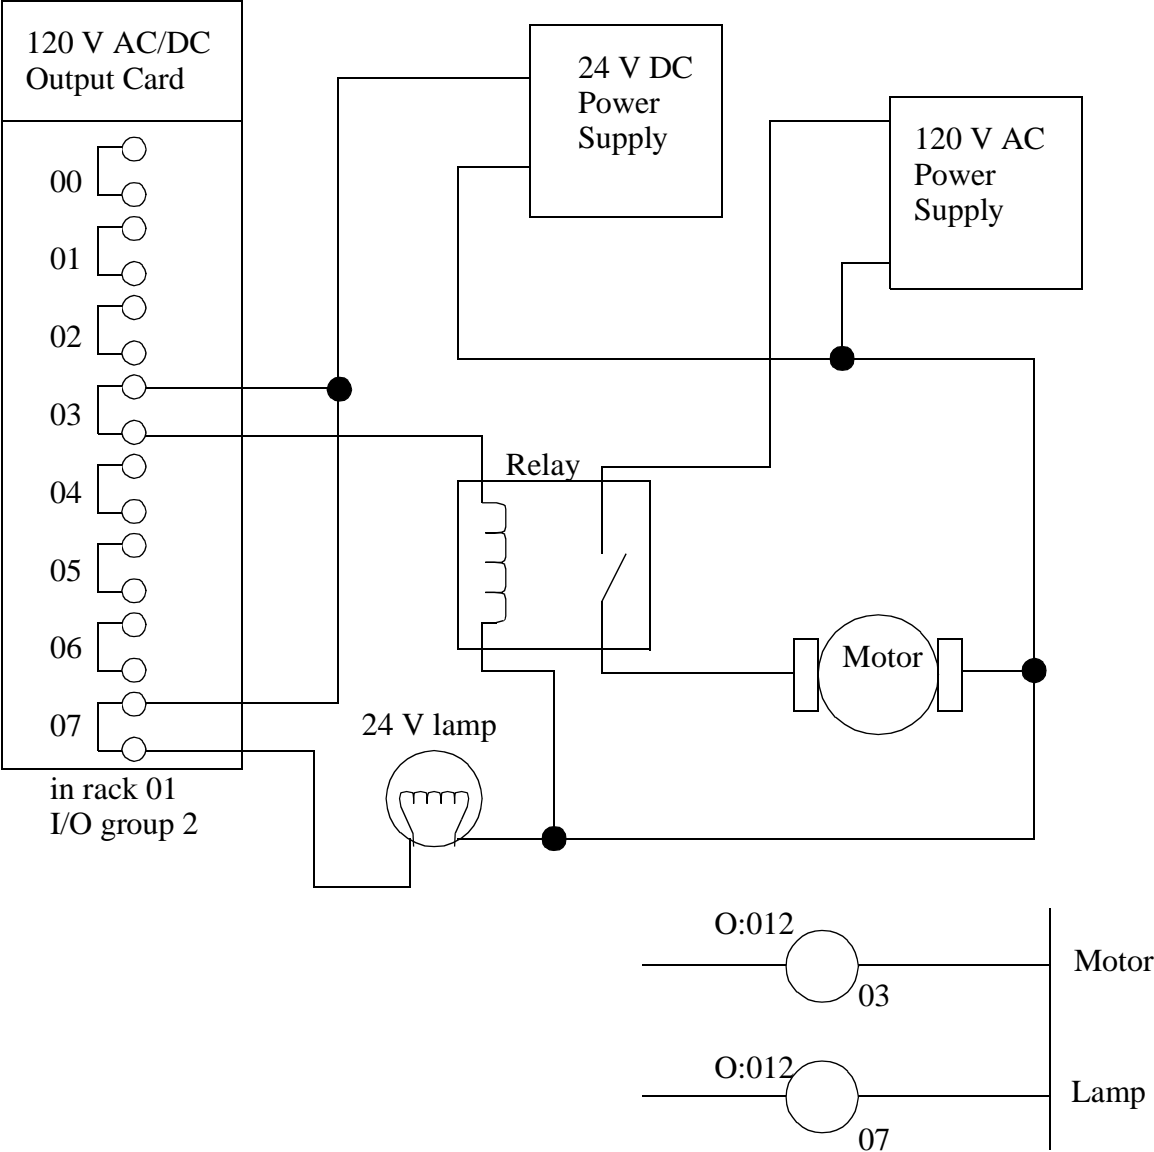 120 V AC/DC
Output Card
24 V DC
Power
Supply
120 V AC
Power
Supply
00
01
02
03
04
05
06
07
in rack 01
I/O group 2
Relay
Motor
24 V lamp
O:012
03
Motor
O:012
07
Lamp